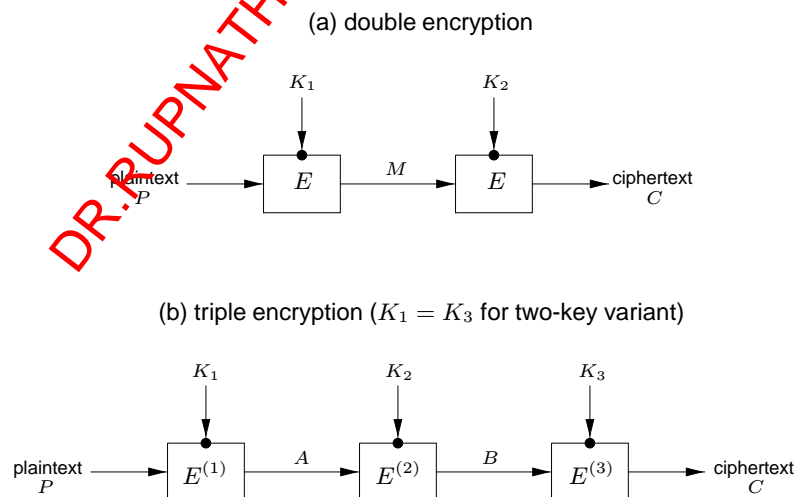 (a) double encryption
K₁ K₂
plaintext P E M E ciphertext C
DR.RUPNATH
(b) triple encryption (K₁ = K₃ for two-key variant)
K₁ K₂ K₃
plaintext P E⁽¹⁾ A E⁽²⁾ B E⁽³⁾ ciphertext C